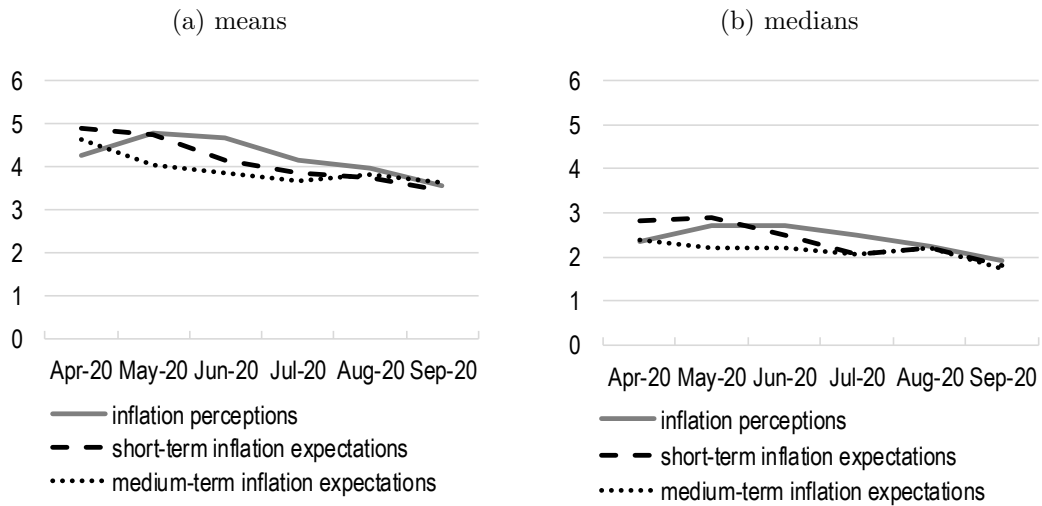 (a) means
6
5
4
3
2
1
0
Apr-20 May-20 Jun-20 Jul-20 Aug-20 Sep-20
inflation perceptions
short-term inflation expectations
medium-term inflation expectations
(b) medians
6
5
4
3
2
1
0
Apr-20 May-20 Jun-20 Jul-20 Aug-20 Sep-20
inflation perceptions
short-term inflation expectations
medium-term inflation expectations